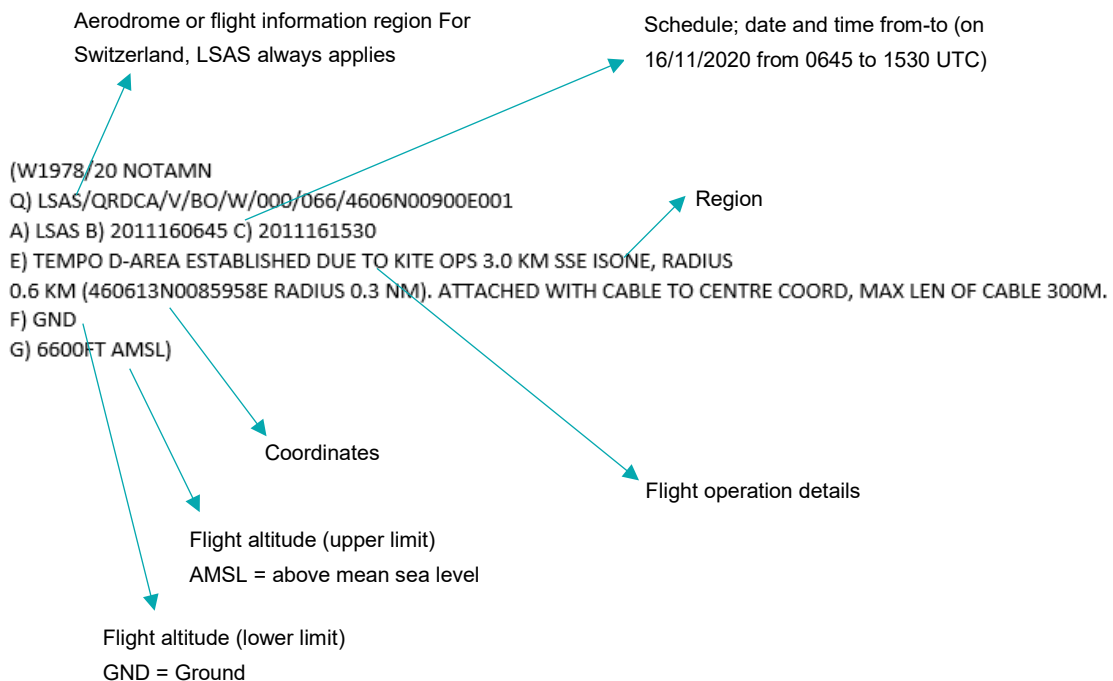 Aerodrome or flight information region For
Switzerland, LSAS always applies
Schedule; date and time from-to (on
16/11/2020 from 0645 to 1530 UTC)
(W1978/20 NOTAMN
Q) LSAS/QRDCA/V/BO/W/000/066/4606N00900E001
Region
A) LSAS B) 2011160645 C) 2011161530
E) TEMPO D-AREA ESTABLISHED DUE TO KITE OPS 3.0 KM SSE ISONE, RADIUS
0.6 KM (460613N0085958E RADIUS 0.3 NM). ATTACHED WITH CABLE TO CENTRE COORD, MAX LEN OF CABLE 300M.
F) GND
G) 6600FT AMSL)
Coordinates
Flight operation details
Flight altitude (upper limit)
AMSL = above mean sea level
Flight altitude (lower limit)
GND = Ground